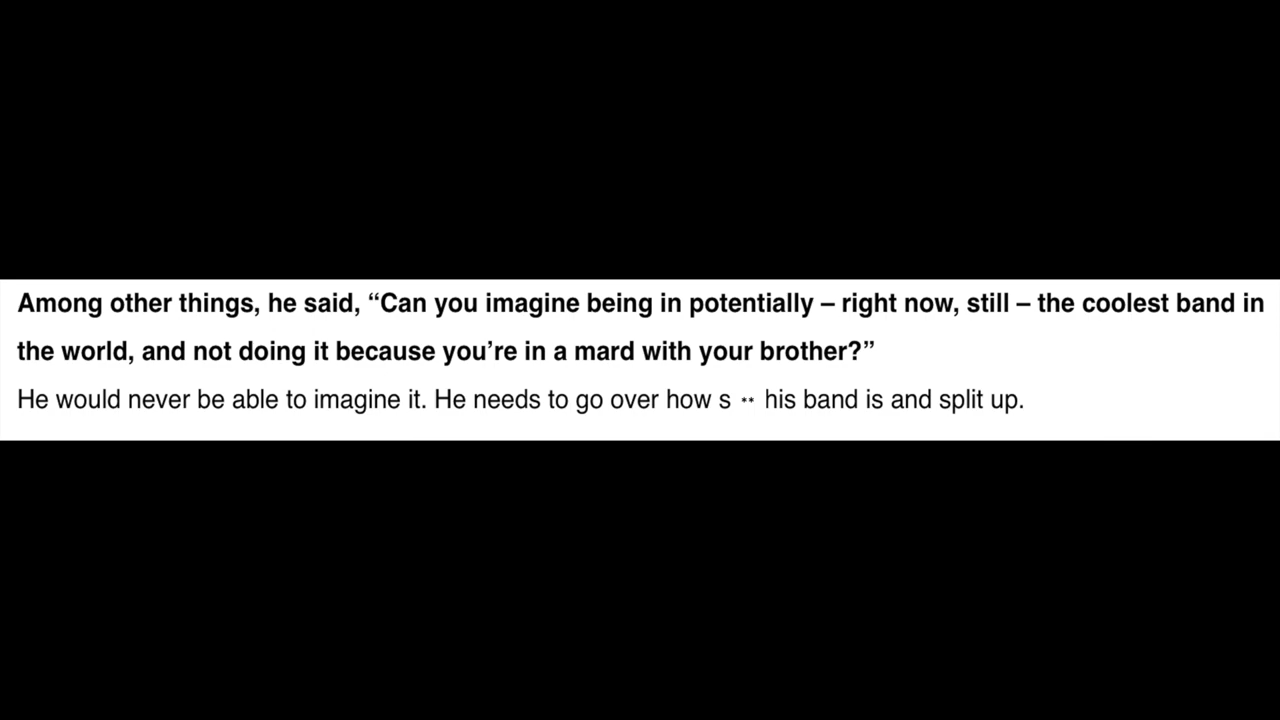 Among other things, he said, “Can you imagine being in potentially – right now, still – the coolest band in
the world, and not doing it because you’re in a mard with your brother?”
He would never be able to imagine it. He needs to go over how s ** his band is and split up.